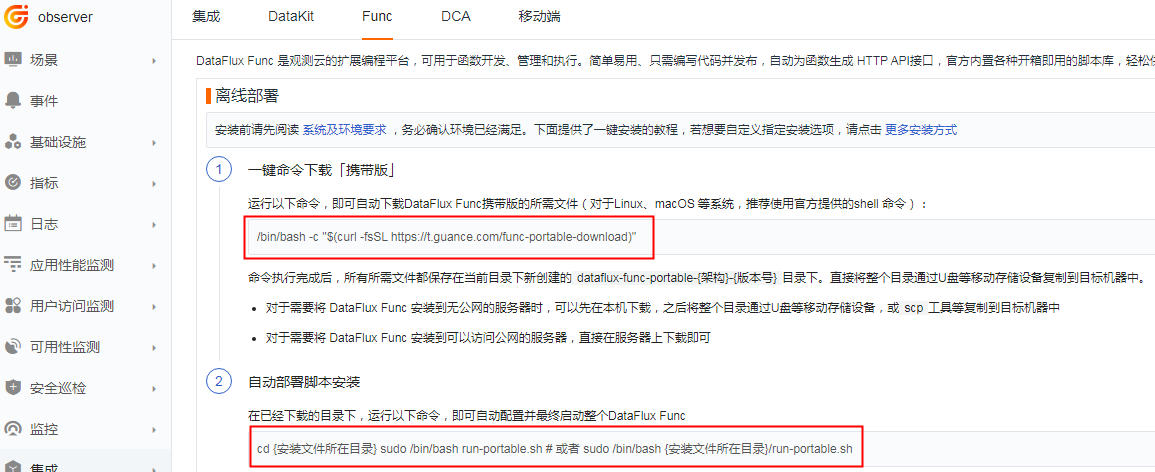 observer
集成 DataKit Func DCA 移动端
场景
事件
基础设施
指标
日志
应用性能监测
用户访问监测
可用性监测
安全巡检
监控
集成
DataFlux Func 是观测云的扩展编程平台，可用于函数开发、管理和执行。简单易用、只需编写代码并发布，自动为函数生成 HTTP API接口，官方内置各种开箱即用的脚本库，轻松
离线部署
安装前请先阅读 系统及环境要求 ，务必确认环境已经满足。下面提供了一键安装的教程，若想要自定义指定安装选项，请点击 更多安装方式
1 一键命令下载「携带版」
运行以下命令，即可自动下载DataFlux Func携带版的所需文件（对于Linux、macOS 等系统，推荐使用官方提供的shell 命令）：
/bin/bash -c "$(curl -fsSL https://t.guance.com/func-portable-download)"
命令执行完成后，所有所需文件都保存在当前目录下新创建的 dataflux-func-portable-{架构}-{版本号} 目录下。直接将整个目录通过U盘等移动存储设备复制到目标机器中。
• 对于需要将 DataFlux Func 安装到无公网的服务器时，可以先在本机下载，之后将整个目录通过U盘等移动存储设备，或 scp 工具等复制到目标机器中
• 对于需要将 DataFlux Func 安装到可以访问公网的服务器，直接在服务器上下载即可
2 自动部署脚本安装
在已经下载的目录下，运行以下命令，即可自动配置并最终启动整个DataFlux Func
cd {安装文件所在目录} sudo /bin/bash run-portable.sh # 或者 sudo /bin/bash {安装文件所在目录}/run-portable.sh